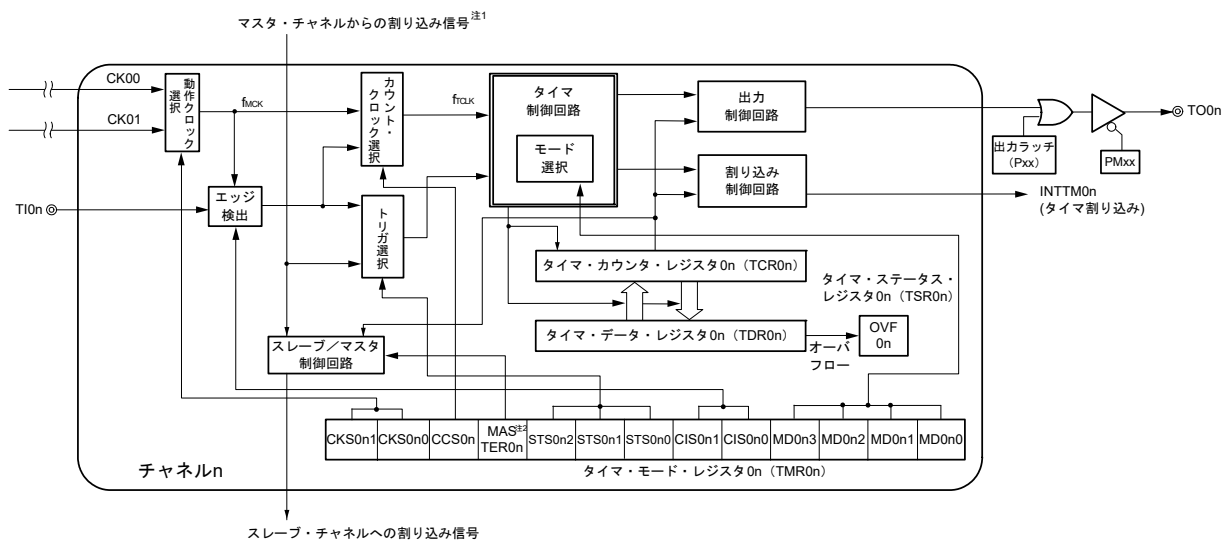 マスタ・チャネルからの割り込み信号注1
CK00
CK01
動作クロック
選択
fMCK
カウント・
クロック選択
fTCLK
タイマ
制御回路
モード
選択
出力
制御回路
TO0n
出力ラッチ
(Pxx)
PMxx
割り込み
制御回路
INTTM0n
(タイマ割り込み)
TI0n
エッジ
検出
トリガ選択
タイマ・カウンタ・レジスタ0n（TCR0n）
タイマ・ステータス・
レジスタ0n（TSR0n）
タイマ・データ・レジスタ0n（TDR0n）
オーバ
フロー
OVF
0n
スレーブ／マスタ
制御回路
CKS0n1
CKS0n0
CCS0n
MAS注2
TER0n
STS0n2
STS0n1
STS0n0
CIS0n1
CIS0n0
MD0n3
MD0n2
MD0n1
MD0n0
チャネルn
タイマ・モード・レジスタ0n（TMR0n）
スレーブ・チャネルへの割り込み信号